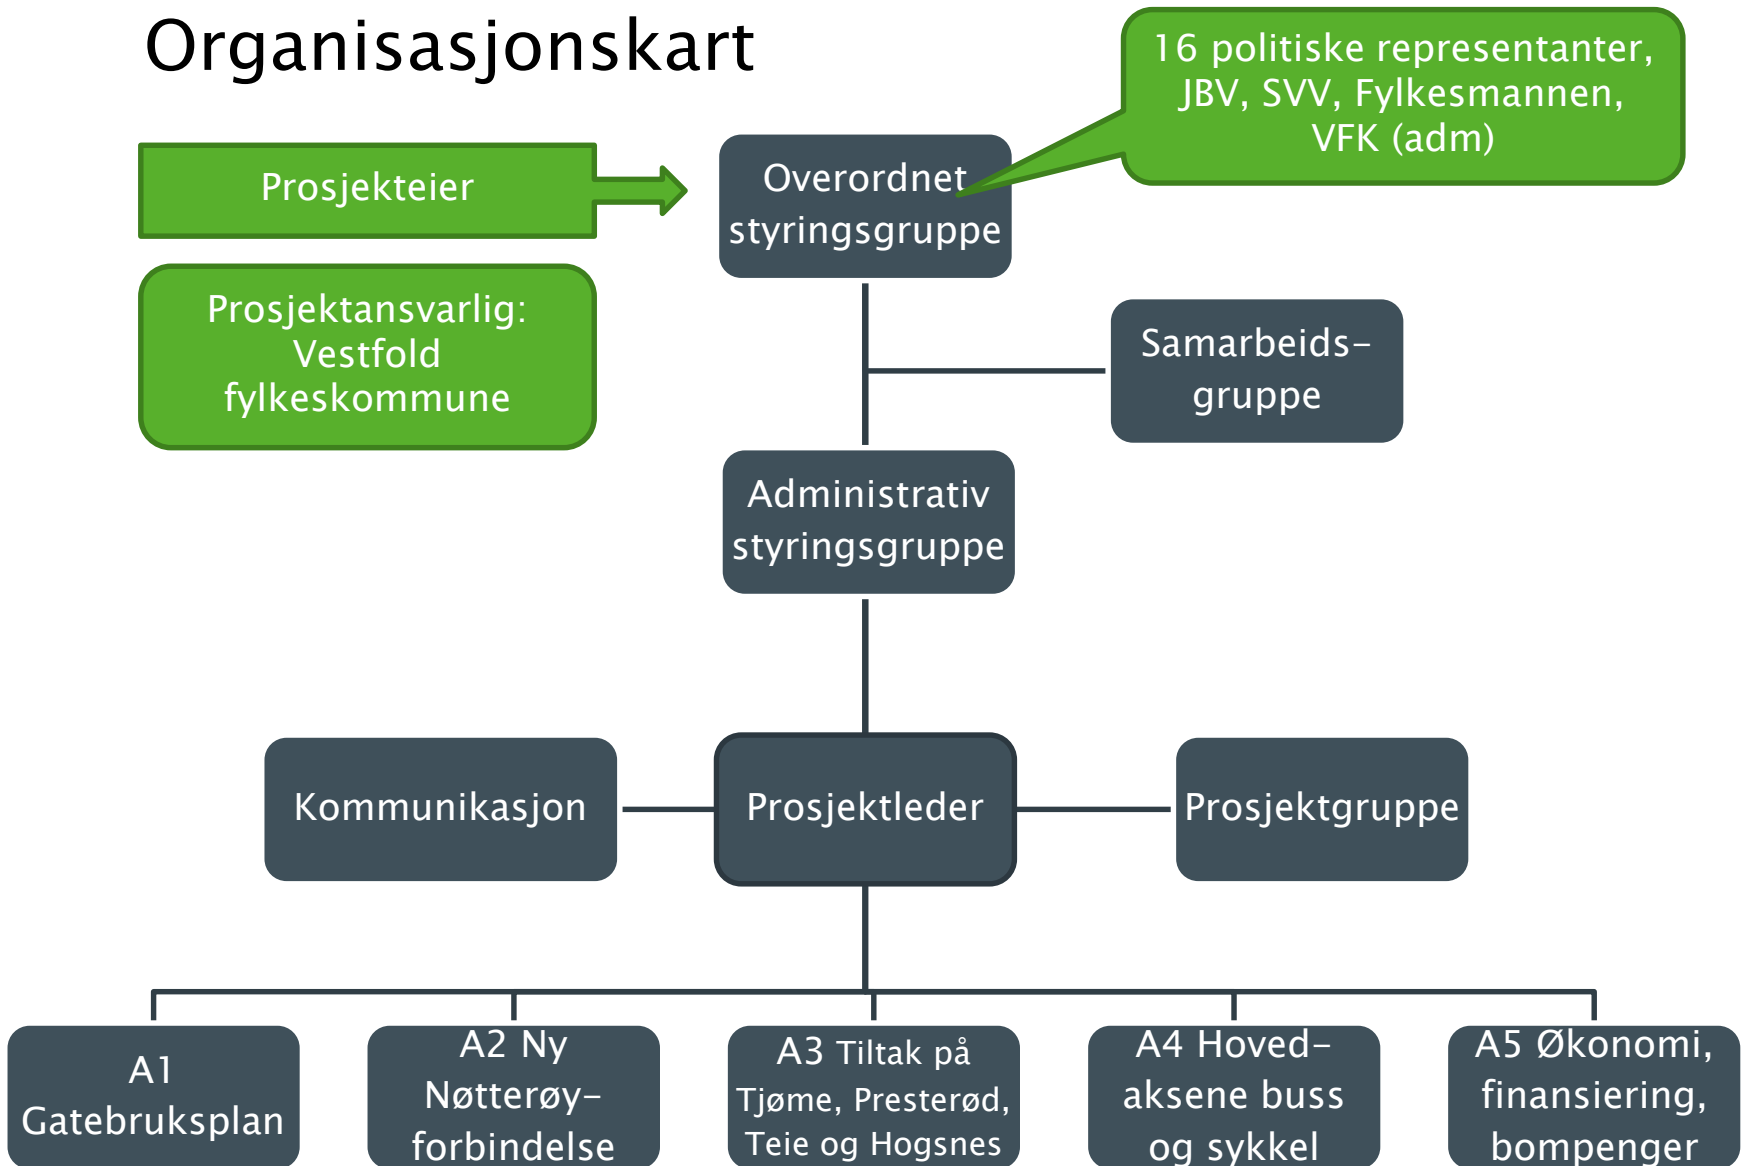 Organisasjonskart
16 politiske representanter,
JBV, SVV, Fylkesmannen,
VFK (adm)
Prosjekteier
Overordnet
styringsgruppe
Prosjektansvarlig:
Vestfold
fylkeskommune
Samarbeids-
gruppe
Administrativ
styringsgruppe
Kommunikasjon
Prosjektleder
Prosjektgruppe
A1
Gatebruksplan
A2 Ny
Nøtterøy-
forbindelse
A3 Tiltak på
Tjøme, Presterød,
Teie og Hogsnes
A4 Hoved-
aksene buss
og sykkel
A5 Økonomi,
finansiering,
bompenger